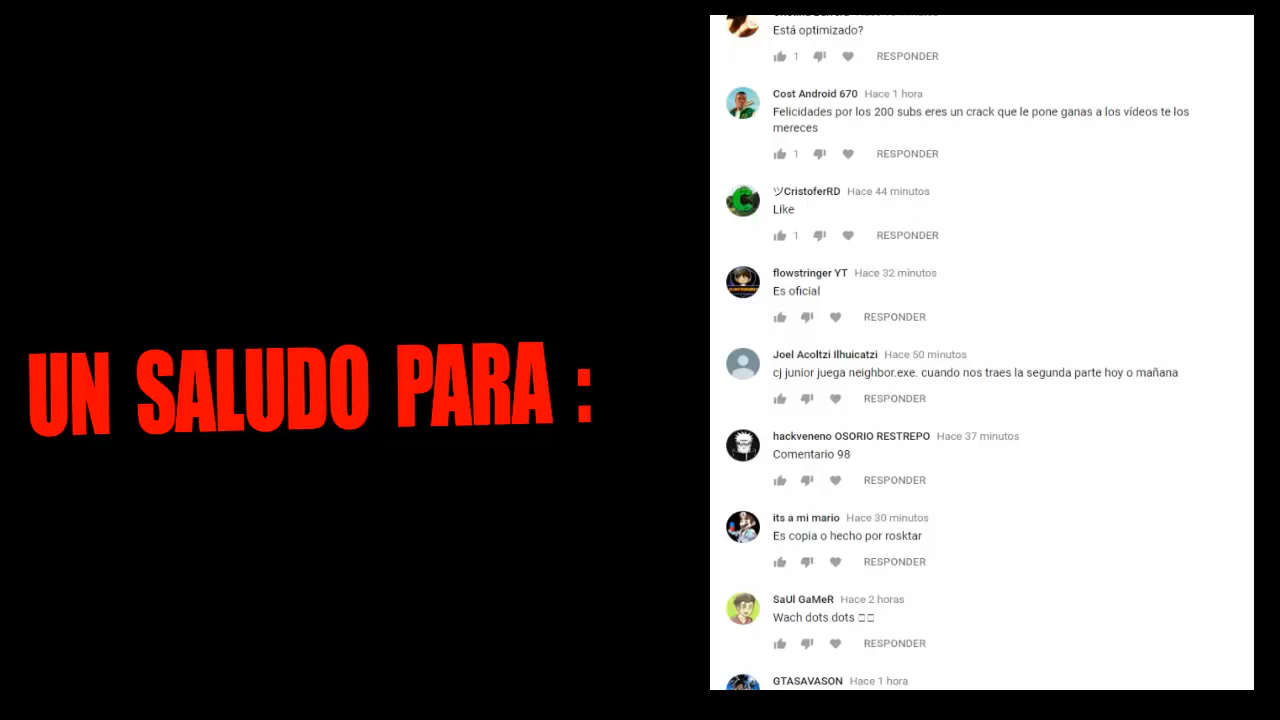 UN SALUDO PARA :
Está optimizado?
1 RESPONDER
Cost Android 670 Hace 1 hora
Felicidades por los 200 subs eres un crack que le pone ganas a los vídeos te los
mereces
1 RESPONDER
ツCristoferRD Hace 44 minutos
Like
1 RESPONDER
flowstringer YT Hace 32 minutos
Es oficial
RESPONDER
Joel Acoltzi Ilhuicatzi Hace 50 minutos
cj junior juega neighbor.exe. cuando nos traes la segunda parte hoy o mañana
RESPONDER
hackveneno OSORIO RESTREPO Hace 37 minutos
Comentario 98
RESPONDER
its a mi mario Hace 30 minutos
Es copia o hecho por rosktar
RESPONDER
SaUl GaMeR Hace 2 horas
Wach dots dots
RESPONDER
GTASAVASON Hace 1 hora